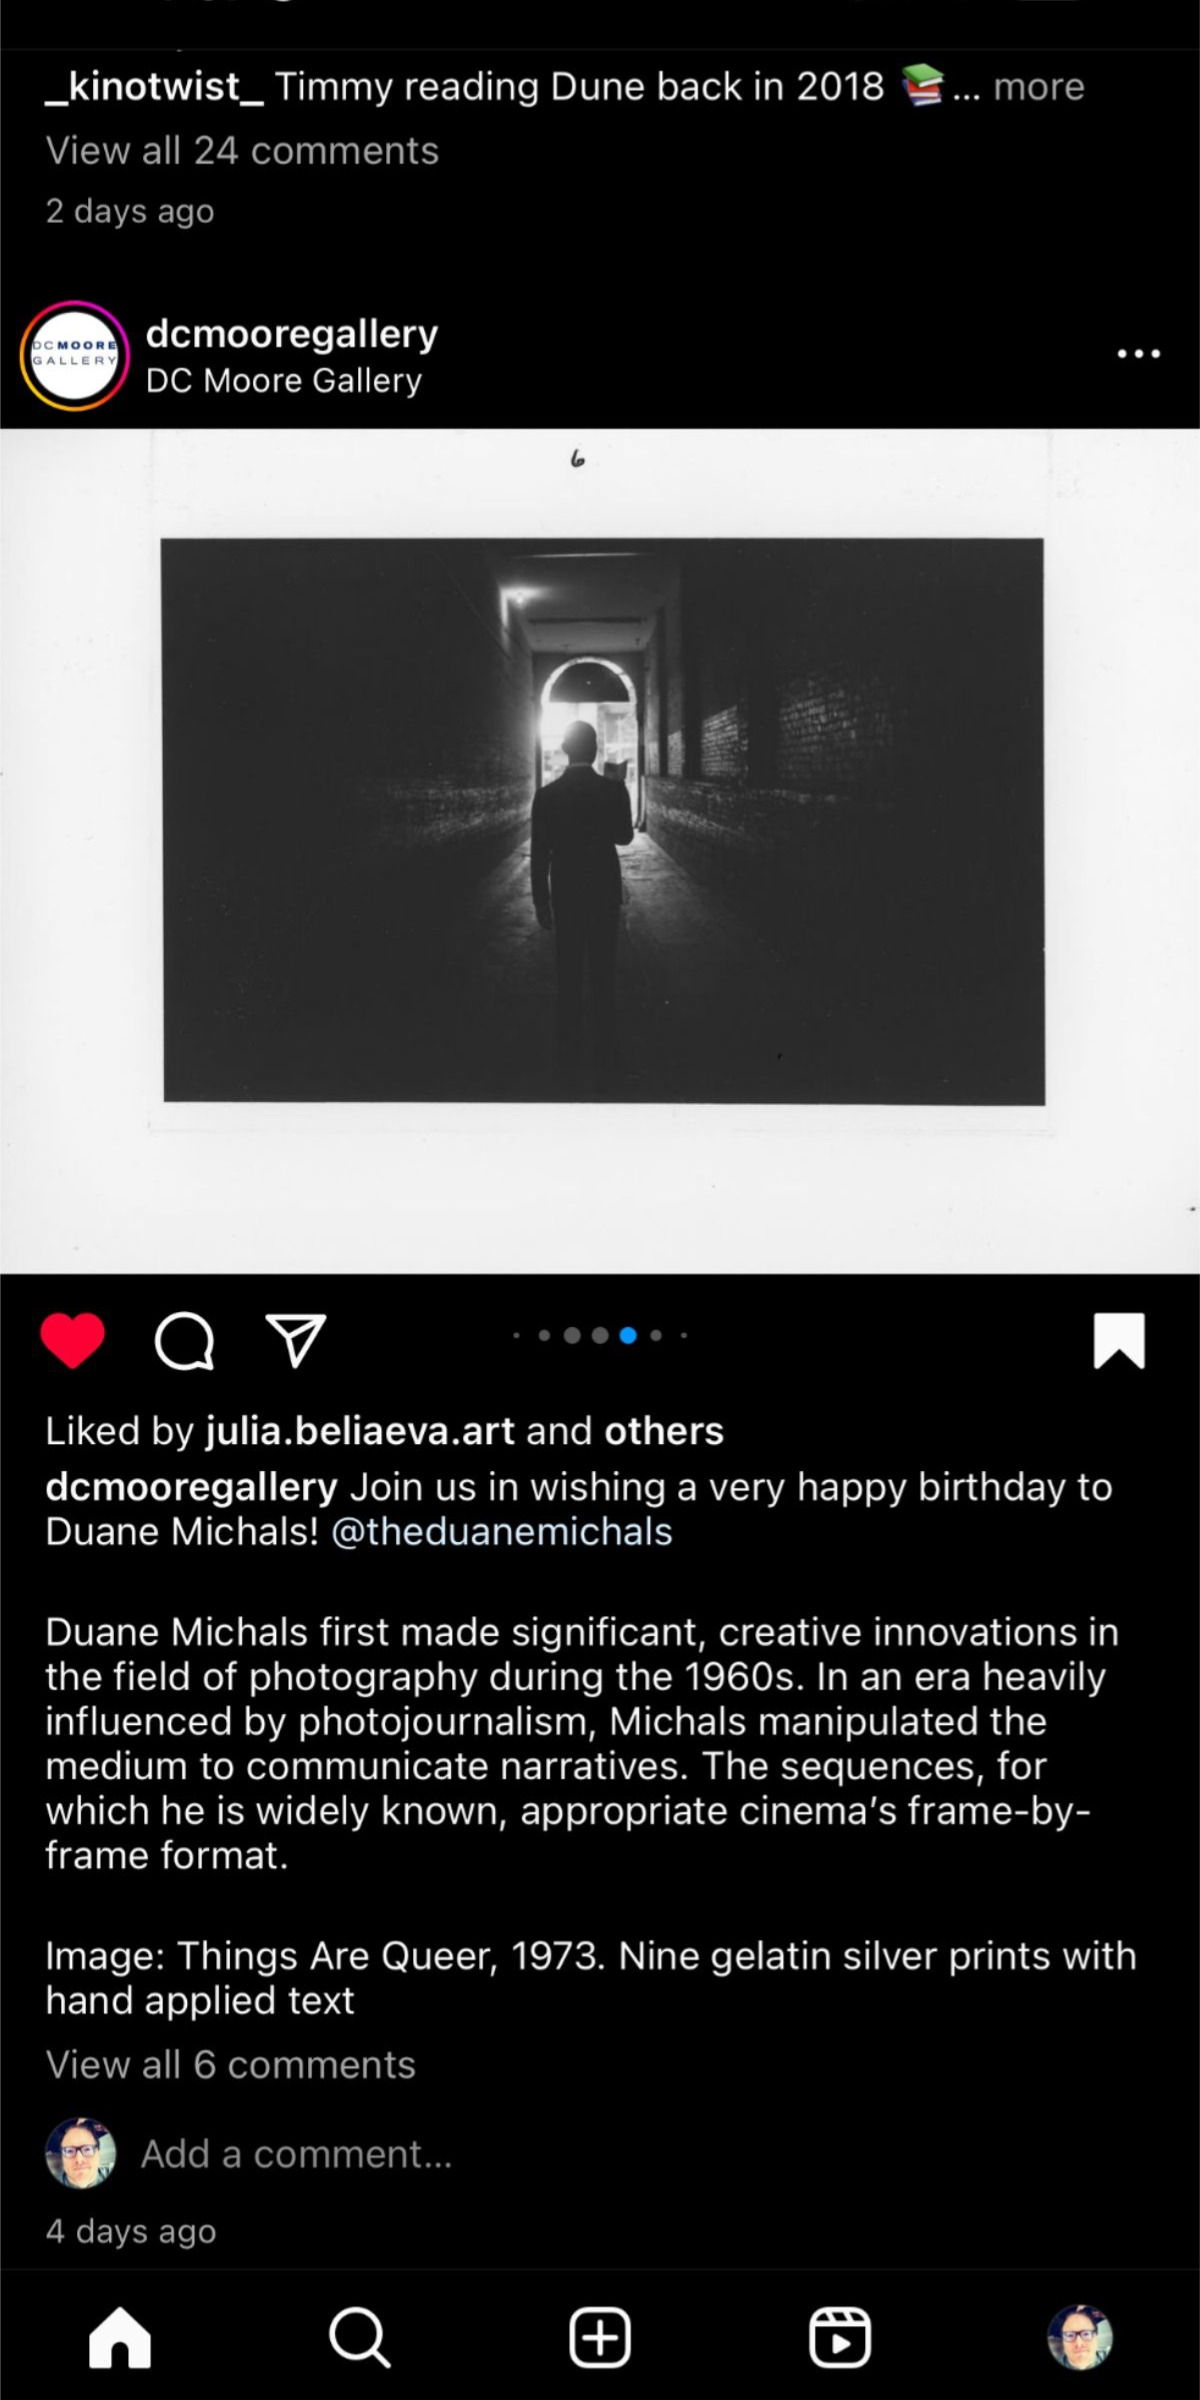 _kinotwist_ Timmy reading Dune back in 2018 📚... more
View all 24 comments
2 days ago
DC MOORE
GALLERY
dcmooregallery
DC Moore Gallery
6
Liked by julia.beliaeva.art and others
dcmooregallery Join us in wishing a very happy birthday to
Duane Michals! @theduanemichals
Duane Michals first made significant, creative innovations in
the field of photography during the 1960s. In an era heavily
influenced by photojournalism, Michals manipulated the
medium to communicate narratives. The sequences, for
which he is widely known, appropriate cinema’s frame-by-
frame format.
Image: Things Are Queer, 1973. Nine gelatin silver prints with
hand applied text
View all 6 comments
Add a comment...
4 days ago